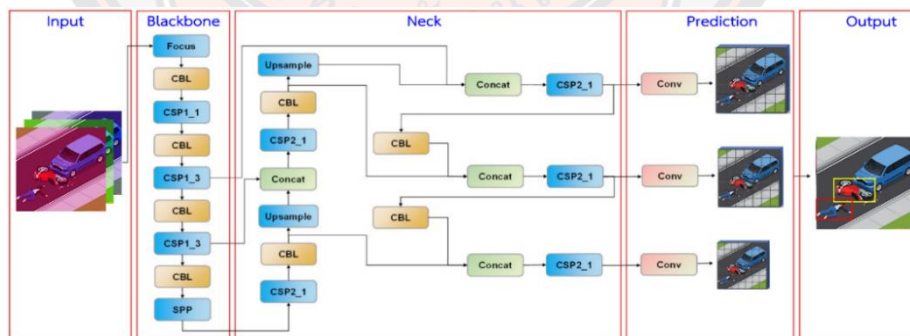 Input
Backbone
Neck
Prediction
Output
Focus
CBL
CSP1_1
CBL
CSP1_3
CBL
CSP1_3
CBL
SPP
Upsample
CBL
CSP2_1
Concat
Upsample
CBL
CSP2_1
Concat
CSP2_1
Conv
CBL
Concat
CSP2_1
Conv
CBL
Concat
CSP2_1
Conv